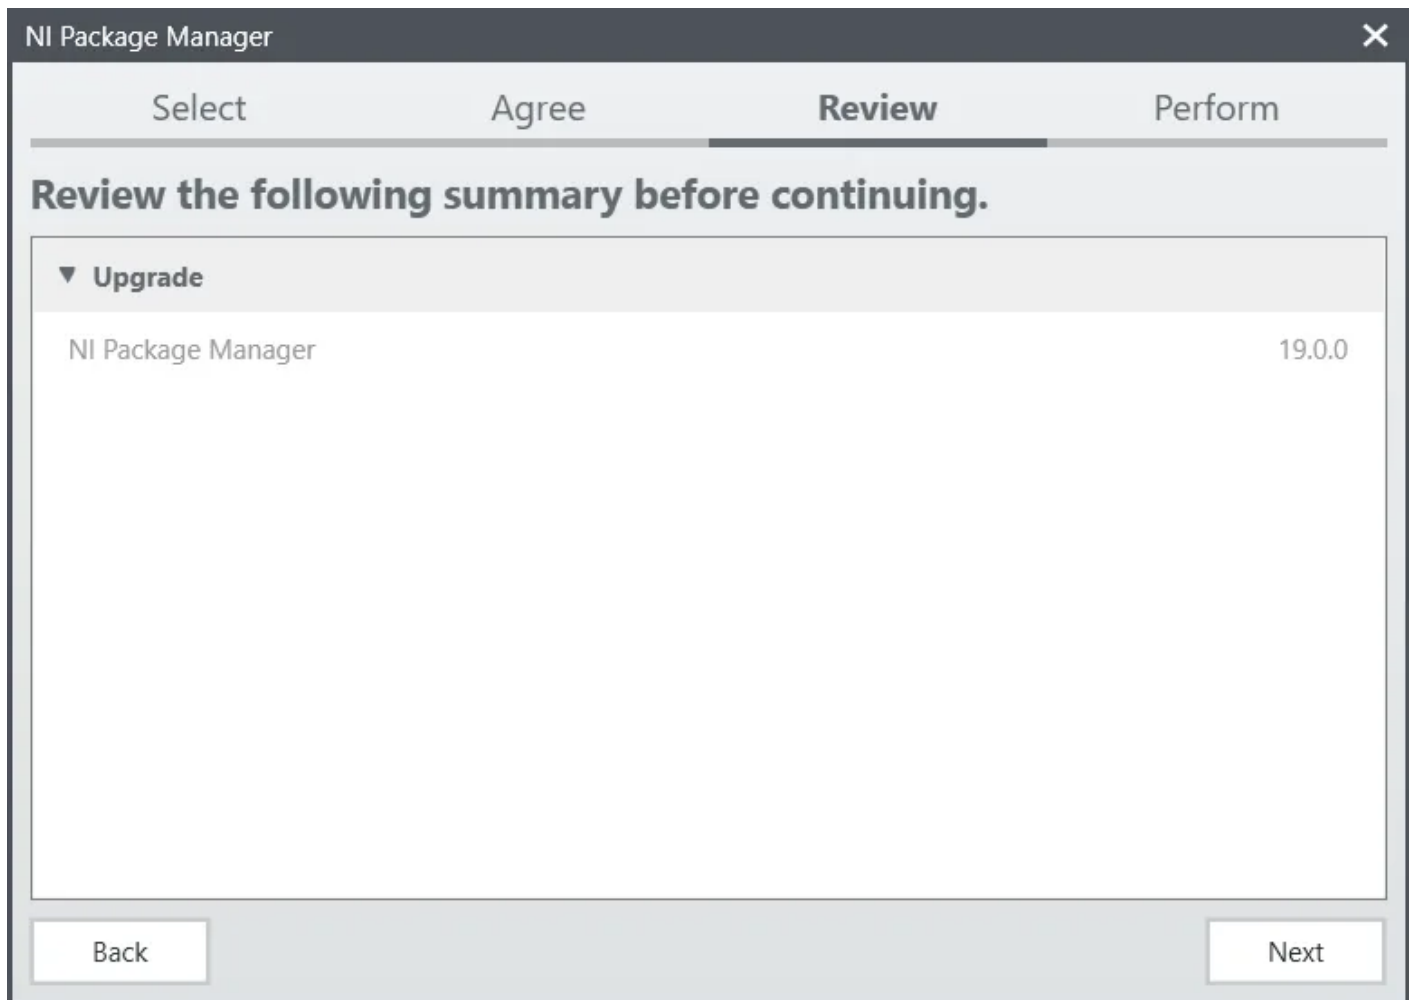 NI Package Manager
Select Agree Review Perform
Review the following summary before continuing.
Upgrade
NI Package Manager 19.0.0
Back Next